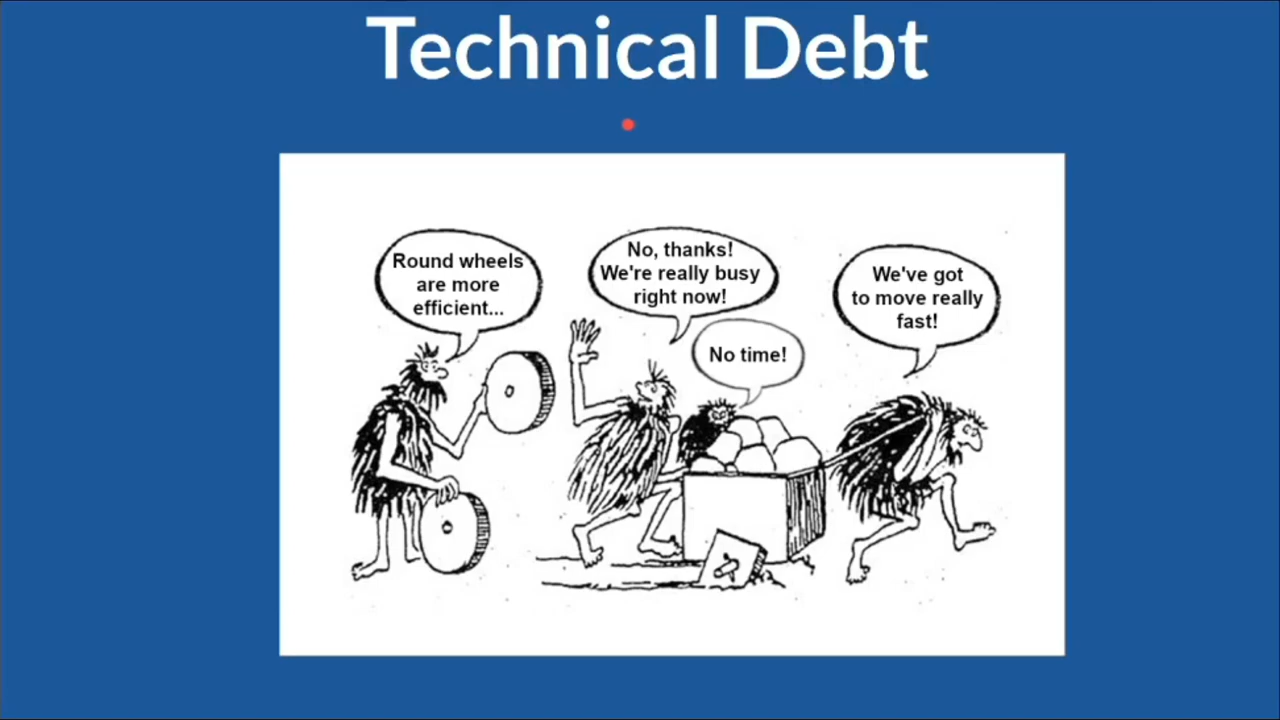 Technical Debt
Round wheels
are more
efficient...
No, thanks!
We're really busy
right now!
No time!
We've got
to move really
fast!